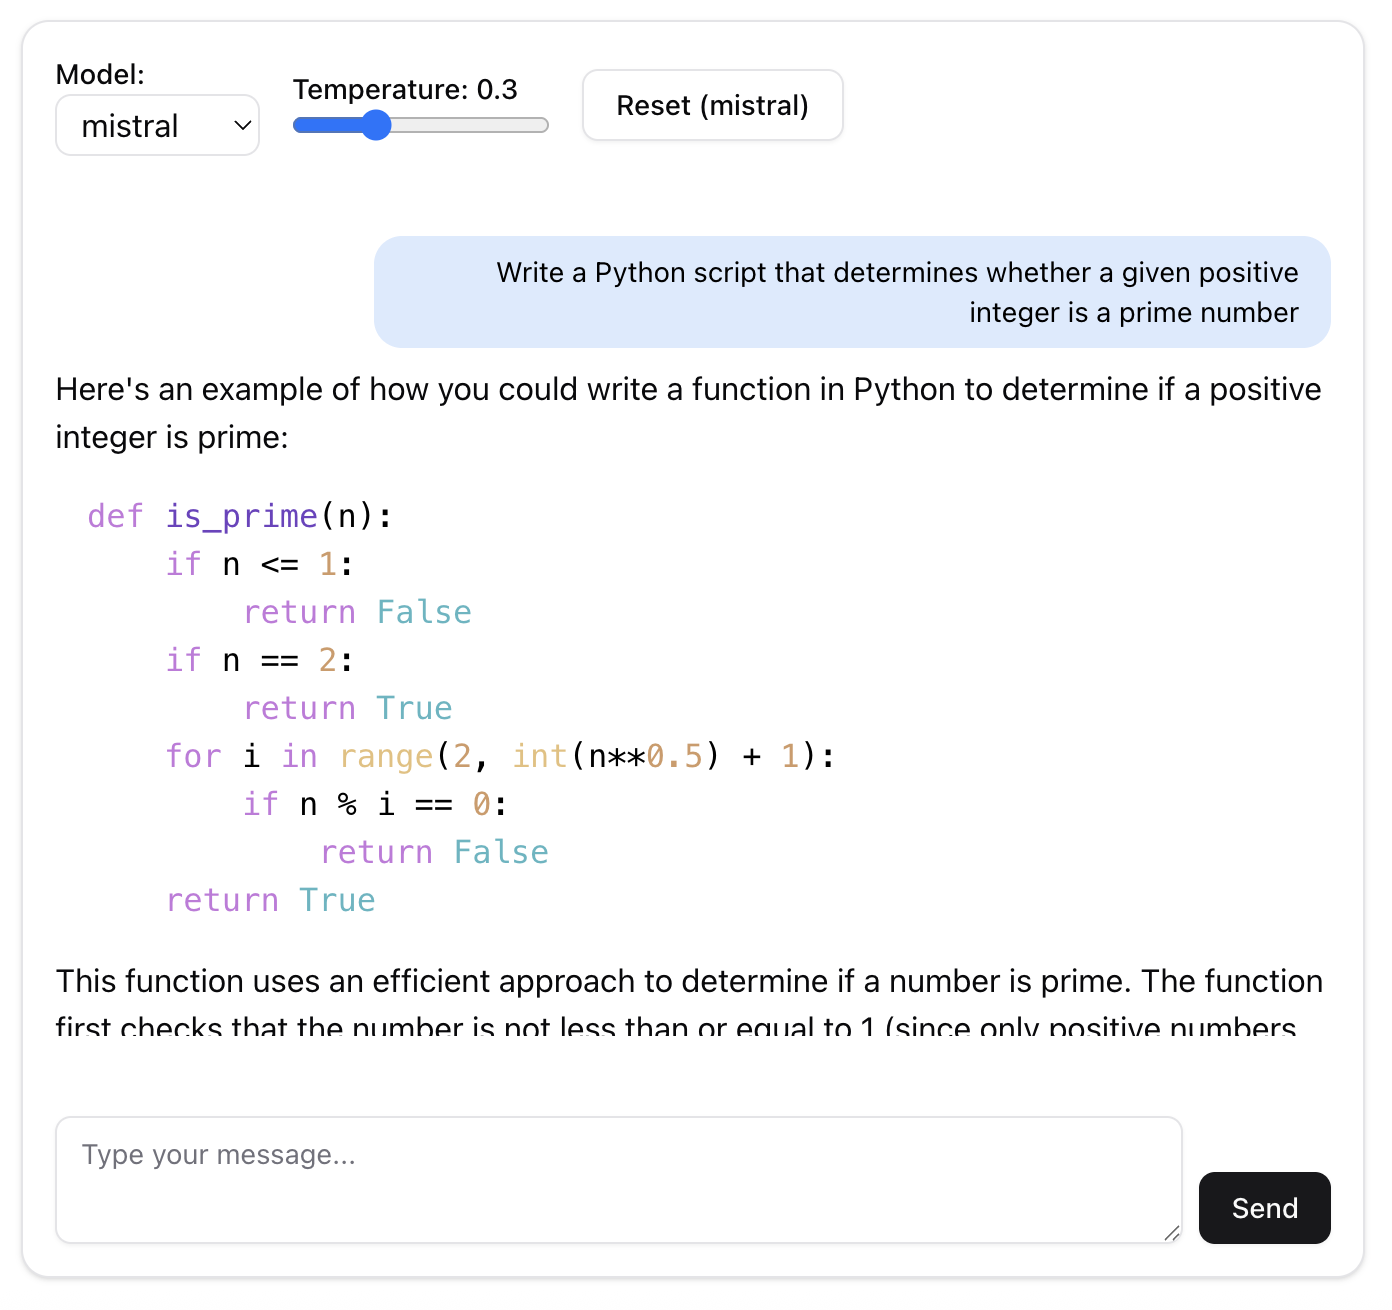 Model:
mistral
Temperature: 0.3
Reset (mistral)
Write a Python script that determines whether a given positive
integer is a prime number
Here's an example of how you could write a function in Python to determine if a positive
integer is prime:
def is_prime(n):
    if n <= 1:
        return False
    if n == 2:
        return True
    for i in range(2, int(n**0.5) + 1):
        if n % i == 0:
            return False
    return True
This function uses an efficient approach to determine if a number is prime. The function
first checks that the number is not less than or equal to 1 (since only positive numbers
Type your message...
Send